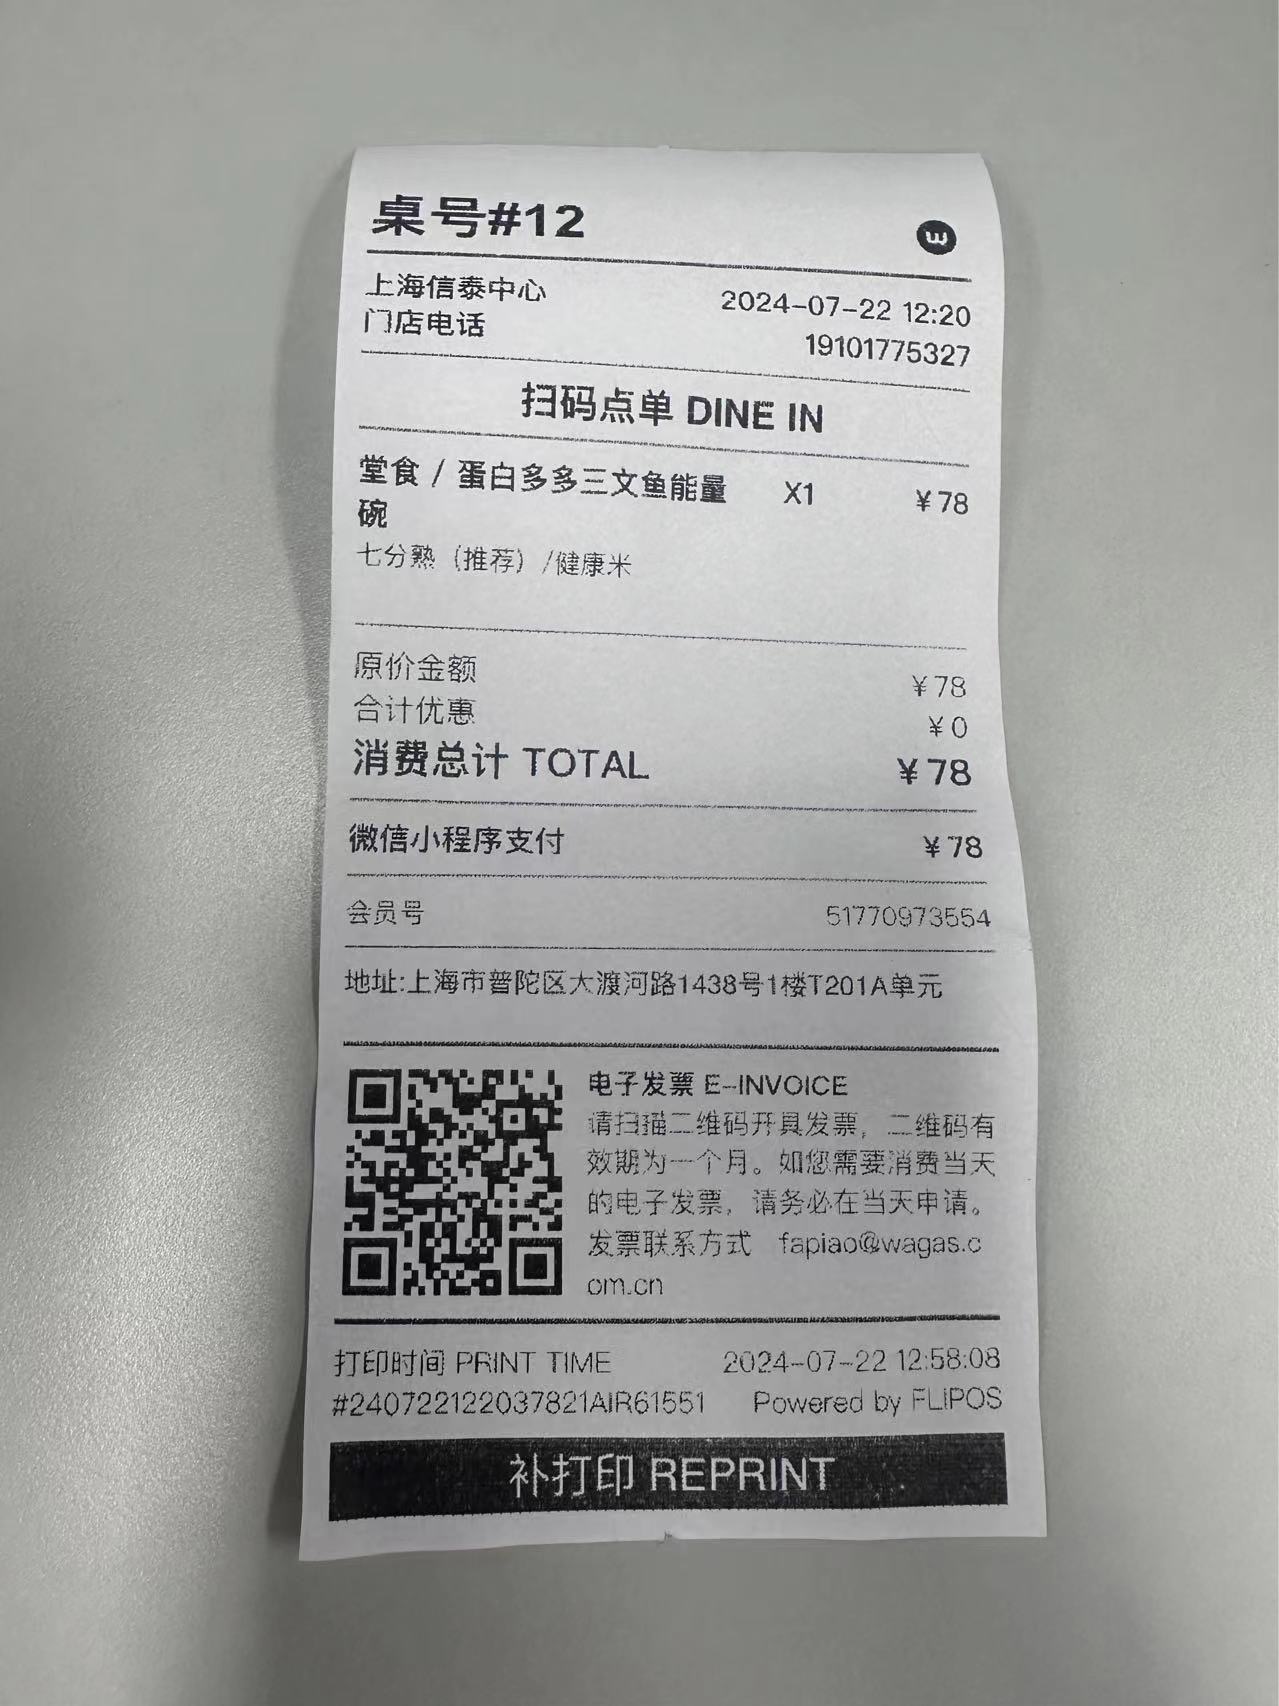 桌号#12
W
上海信泰中心 2024-07-22 12:20
门店电话 19101775327
扫码点单 DINE IN
堂食 / 蛋白多多三文鱼能量 X1 ¥78
碗
七分熟（推荐）/健康米
原价金额 ¥78
合计优惠 ¥0
消费总计 TOTAL ¥78
微信小程序支付 ¥78
会员号 51770973554
地址:上海市普陀区大渡河路1438号1楼T201A单元
电子发票 E-INVOICE
请扫描二维码开具发票，二维码有
效期为一个月。如您需要消费当天
的电子发票，请务必在当天申请。
发票联系方式 fapiao@wagas.c
om.cn
打印时间 PRINT TIME 2024-07-22 12:58:08
#240722122037821AIR61551 Powered by FLIPOS
补打印 REPRINT